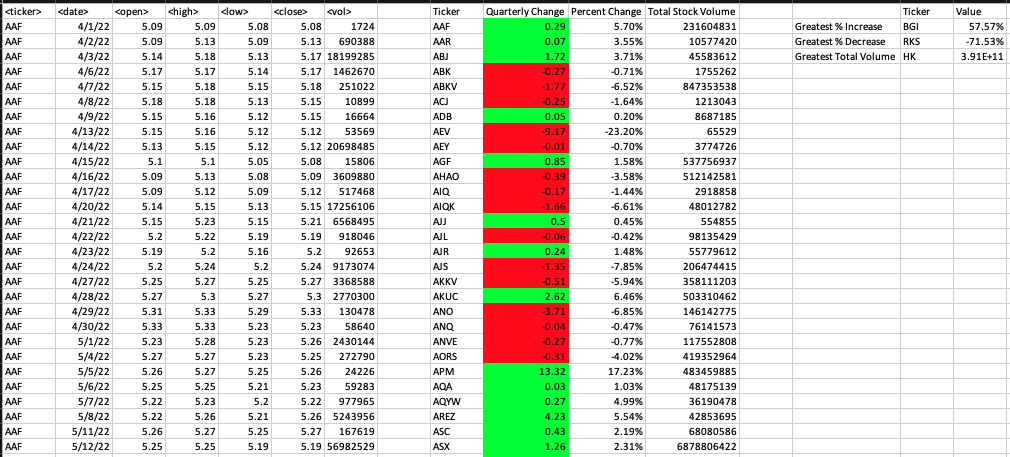 <ticker> <date> <open> <high> <low> <close> <vol> Ticker Quarterly Change Percent Change Total Stock Volume Ticker Value
AAF 4/1/22 5.09 5.09 5.08 5.08 1724 AAF 0.29 5.70% 231604831 Greatest % Increase BGI 57.57%
AAF 4/2/22 5.09 5.13 5.09 5.13 690388 AAR 0.07 3.55% 10577420 Greatest % Decrease RKS -71.53%
AAF 4/3/22 5.14 5.18 5.13 5.17 18199285 ABJ 1.72 3.71% 45583612 Greatest Total Volume HK 3.91E+11
AAF 4/6/22 5.17 5.17 5.14 5.15 1462670 ABK -0.27 -0.71% 1755262
AAF 4/7/22 5.15 5.18 5.15 5.18 251022 ABKV -1.77 -6.52% 847353538
AAF 4/8/22 5.18 5.18 5.13 5.15 10899 ACJ -0.25 -1.64% 1213043
AAF 4/9/22 5.15 5.16 5.12 5.15 16664 ADB 0.05 0.20% 8687185
AAF 4/13/22 5.15 5.16 5.12 5.12 53569 AEV -9.17 -23.20% 65529
AAF 4/14/22 5.13 5.15 5.12 5.12 20698485 AEY -0.01 -0.70% 3774726
AAF 4/15/22 5.1 5.1 5.05 5.08 15806 AGF 0.85 1.58% 537756937
AAF 4/16/22 5.09 5.13 5.08 5.09 3609880 AHAO -0.39 -3.58% 512142581
AAF 4/17/22 5.09 5.12 5.09 5.12 517468 AIQ -0.17 -1.44% 2918858
AAF 4/20/22 5.14 5.15 5.13 5.15 17256106 AIQK -1.66 -6.61% 48012782
AAF 4/21/22 5.15 5.23 5.15 5.21 6568495 AJJ 0.5 0.45% 554855
AAF 4/22/22 5.2 5.22 5.19 5.19 918046 AJL -0.06 -0.42% 98135429
AAF 4/23/22 5.19 5.2 5.16 5.2 92653 AJR 0.24 1.48% 55779612
AAF 4/24/22 5.2 5.24 5.2 5.24 9173074 AJS -1.35 -7.85% 206474415
AAF 4/27/22 5.25 5.27 5.25 5.27 3368588 AKKV -0.51 -5.94% 358111203
AAF 4/28/22 5.27 5.3 5.27 5.3 2770300 AKUC 2.62 6.46% 503310462
AAF 4/29/22 5.31 5.33 5.29 5.33 130478 ANO -3.71 -6.85% 146142775
AAF 4/30/22 5.33 5.33 5.23 5.23 58640 ANQ -0.04 -0.47% 76141573
AAF 5/1/22 5.23 5.28 5.23 5.26 2430144 ANVE -0.27 -0.77% 117552808
AAF 5/4/22 5.27 5.27 5.23 5.25 272790 AORS -0.31 -4.02% 419352964
AAF 5/5/22 5.26 5.27 5.25 5.26 24226 APM 13.32 17.23% 483459885
AAF 5/6/22 5.25 5.25 5.21 5.23 59283 AQA 0.03 1.03% 48175139
AAF 5/7/22 5.22 5.23 5.2 5.22 977965 AQYW 0.27 4.99% 36190478
AAF 5/8/22 5.22 5.26 5.21 5.26 5243956 AREZ 4.23 5.54% 42853695
AAF 5/11/22 5.26 5.27 5.25 5.27 167619 ASC 0.43 2.19% 68080586
AAF 5/12/22 5.25 5.25 5.19 5.19 56982529 ASX 1.26 2.31% 6878806422